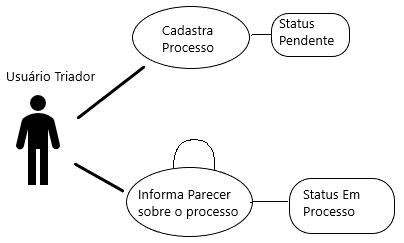 Status
Pendente
Cadastra
Processo
Usuário Triador
Informa Parecer
sobre o processo
Status Em
Processo